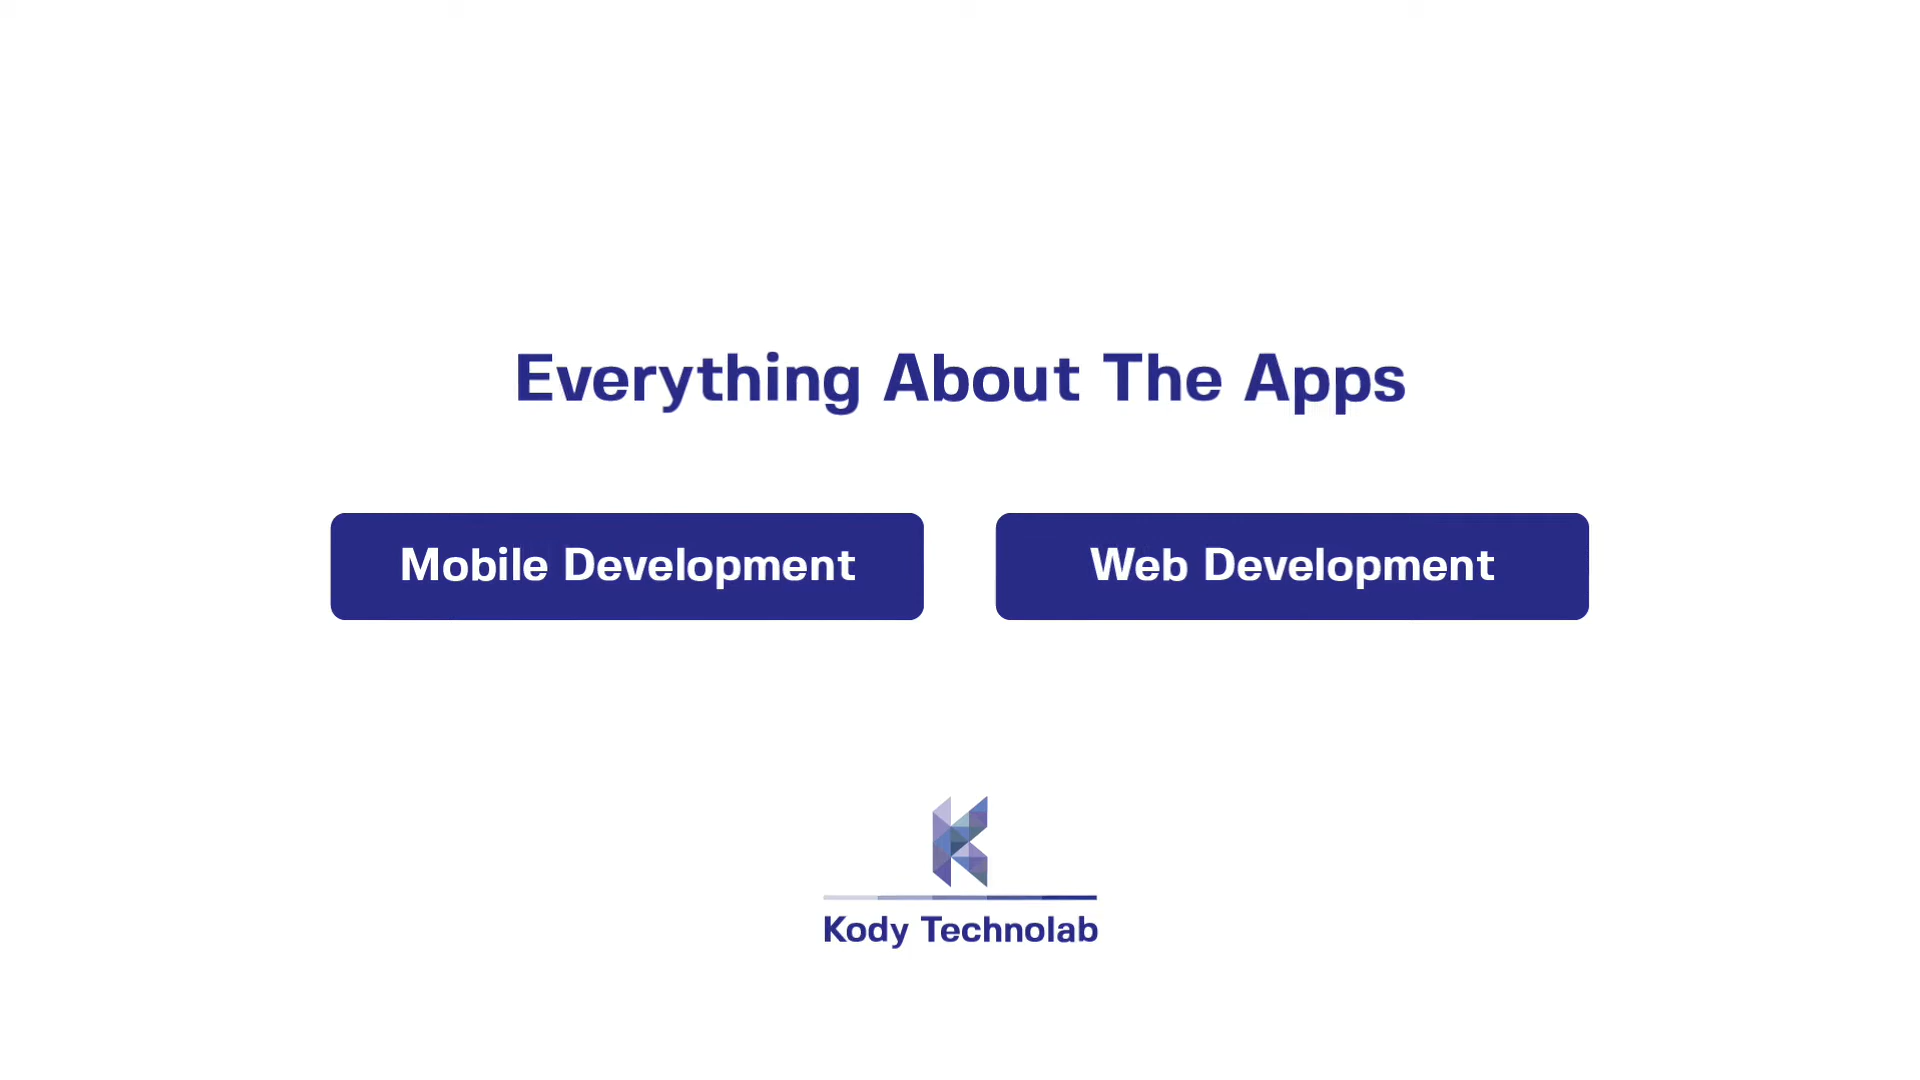 Everything About The Apps
Mobile Development
Web Development
Kody Technolab